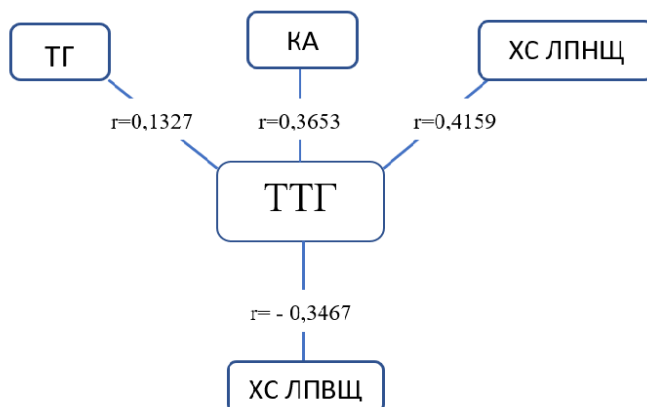 ТГ
КА
ХС ЛПНЩ
r=0,1327
r=0,3653
r=0,4159
ТТГ
r= - 0,3467
ХС ЛПВЩ